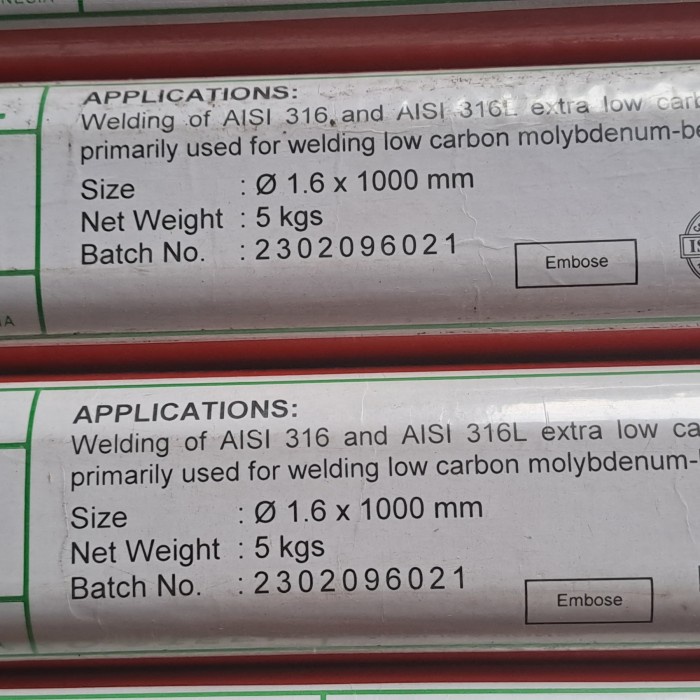 APPLICATIONS:
Welding of AISI 316 and AISI 316L extra low
primarily used for welding low carbon
Size : Ø 1.6 x 1000 mm
Net Weight : 5 kgs
Batch No. : 2302096021
Embose
APPLICATIONS:
Welding of AISI 316 and AISI 316L extra low
primarily used for welding low carbon molybdenum-
Size : Ø 1.6 x 1000 mm
Net Weight : 5 kgs
Batch No. : 2302096021
Embose